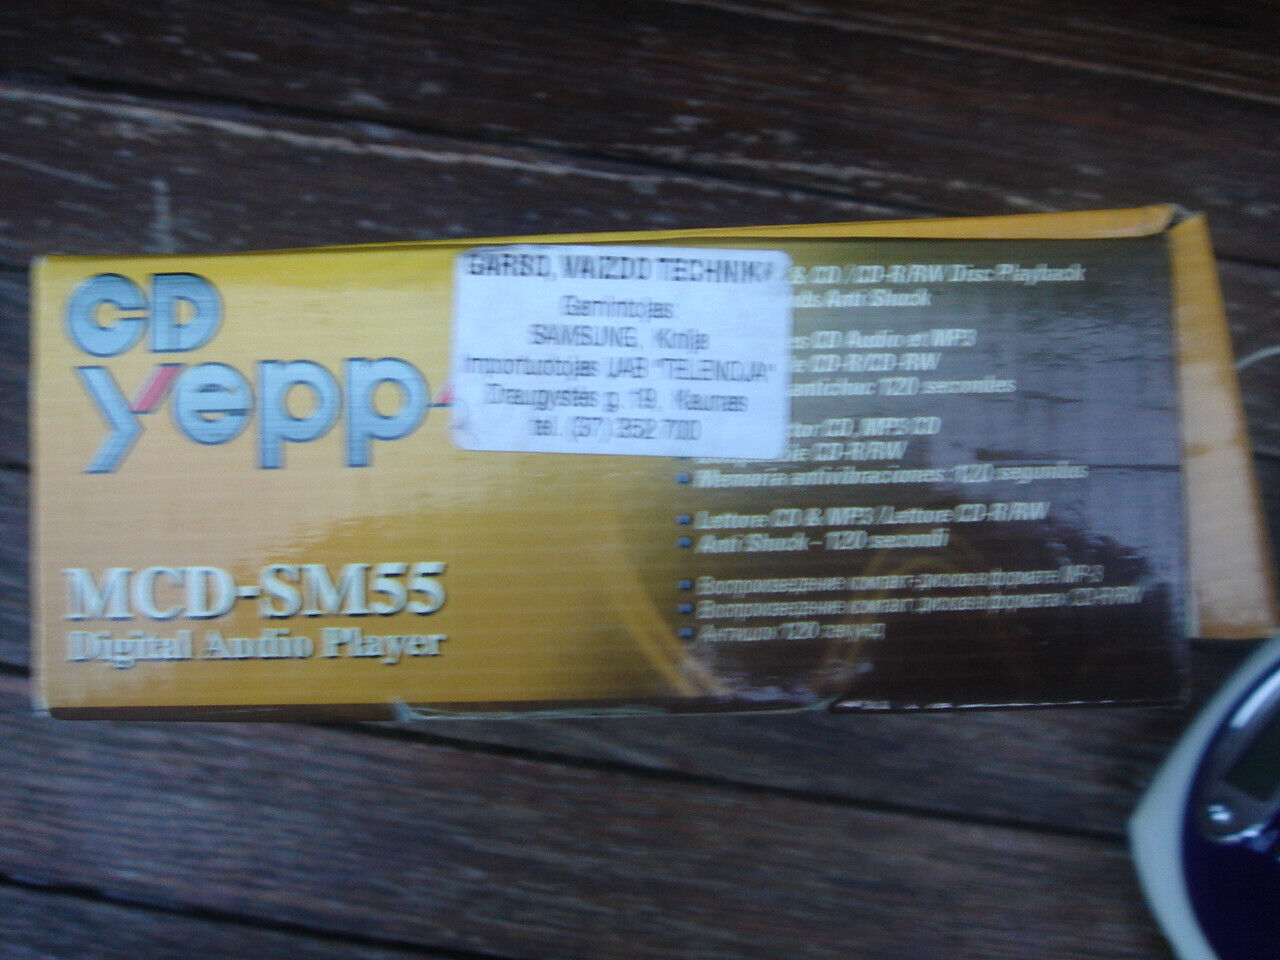 CD
yepp
MCD-SM55
Digital Audio Player
GARSO, VAIZDO TECHNIKA
Gamintojas:
SAMSUNG, Kinija
Importuotojas UAB "TELENOJA"
Draugystės g. 19, Kaunas
tel. (37) 352 700
& CD / CD-R/RW Disc Playback
Anti Shock
CD Audio et MP3
CD-R/CD-RW
antichoc 120 secondes
CD, MP3 CD
CD-R/RW
Memoria antivibraciones: 120 segundos
Lettore CD & MP3 / Lettore CD-R/RW
Anti Shock - 120 secondi
Воспроизведение компакт-дисков формата MP3
Воспроизведение компакт дисков формата CD-R/RW
Антишок 120 секунд